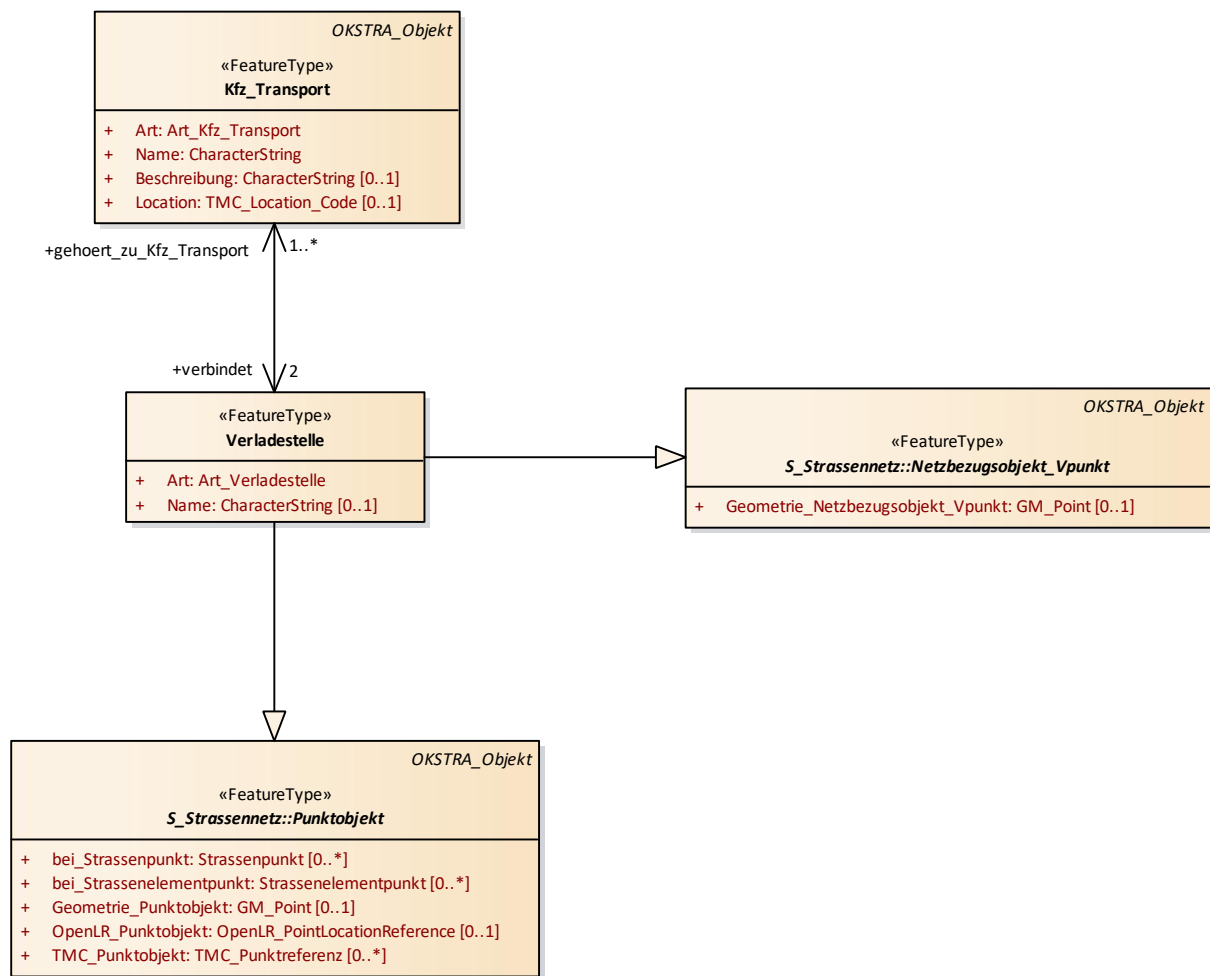 OKSTRA_Objekt
«FeatureType»
Kfz_Transport
+ Art: Art_Kfz_Transport
+ Name: CharacterString
+ Beschreibung: CharacterString [0..1]
+ Location: TMC_Location_Code [0..1]
+gehoert_zu_Kfz_Transport 1..*
+verbindet 2
«FeatureType»
Verladestelle
+ Art: Art_Verladestelle
+ Name: CharacterString [0..1]
OKSTRA_Objekt
«FeatureType»
S_Strassennetz::Netzbezugsobjekt_Vpunkt
+ Geometrie_Netzbezugsobjekt_Vpunkt: GM_Point [0..1]
OKSTRA_Objekt
«FeatureType»
S_Strassennetz::Punktobjekt
+ bei_Strassenpunkt: Strassenpunkt [0..*]
+ bei_Strassenelementpunkt: Strassenelementpunkt [0..*]
+ Geometrie_Punktobjekt: GM_Point [0..1]
+ OpenLR_Punktobjekt: OpenLR_PointLocationReference [0..1]
+ TMC_Punktobjekt: TMC_Punktreferenz [0..*]